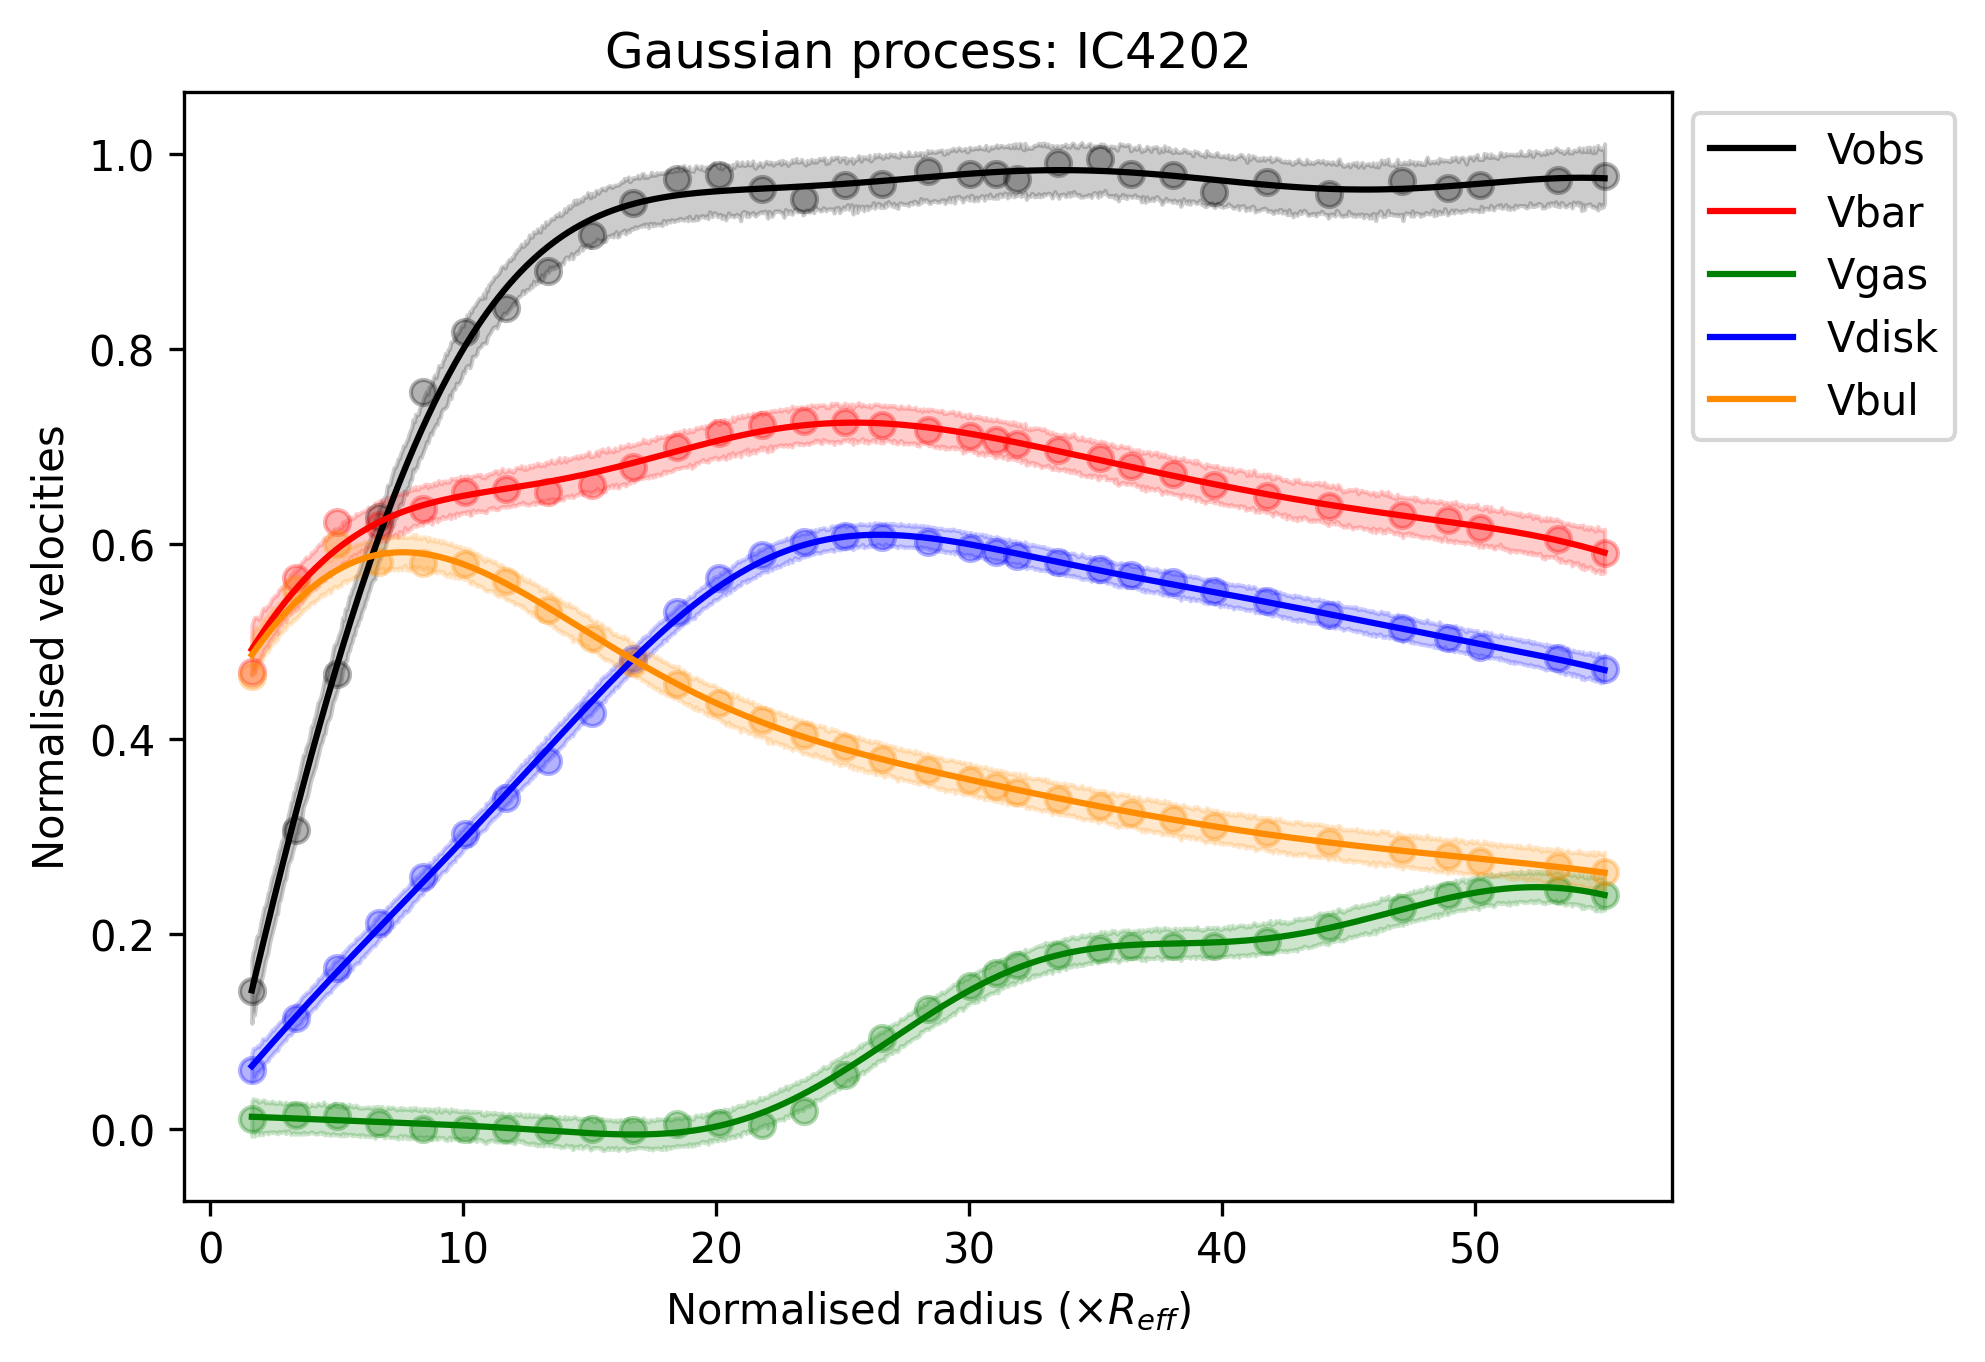 Gaussian process: IC4202
Normalised velocities
1.0
0.8
0.6
0.4
0.2
0.0
0 10 20 30 40 50
Normalised radius (×R_eff)
Vobs
Vbar
Vgas
Vdisk
Vbul